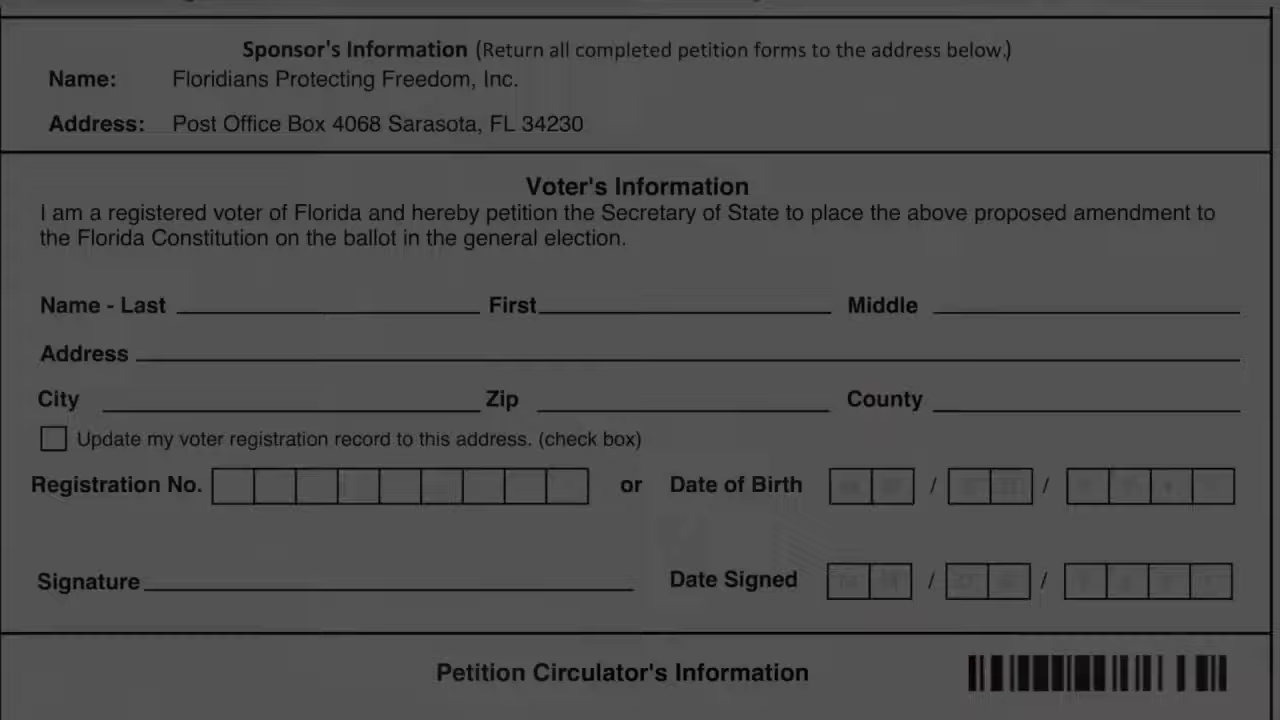 Sponsor's Information (Return all completed petition forms to the address below.)
Name: Floridians Protecting Freedom, Inc.
Address: Post Office Box 4068 Sarasota, FL 34230
Voter's Information
I am a registered voter of Florida and hereby petition the Secretary of State to place the above proposed amendment to
the Florida Constitution on the ballot in the general election.
Name - Last First Middle
Address
City Zip County
Update my voter registration record to this address. (check box)
Registration No. or Date of Birth / /
Signature Date Signed / /
Petition Circulator's Information